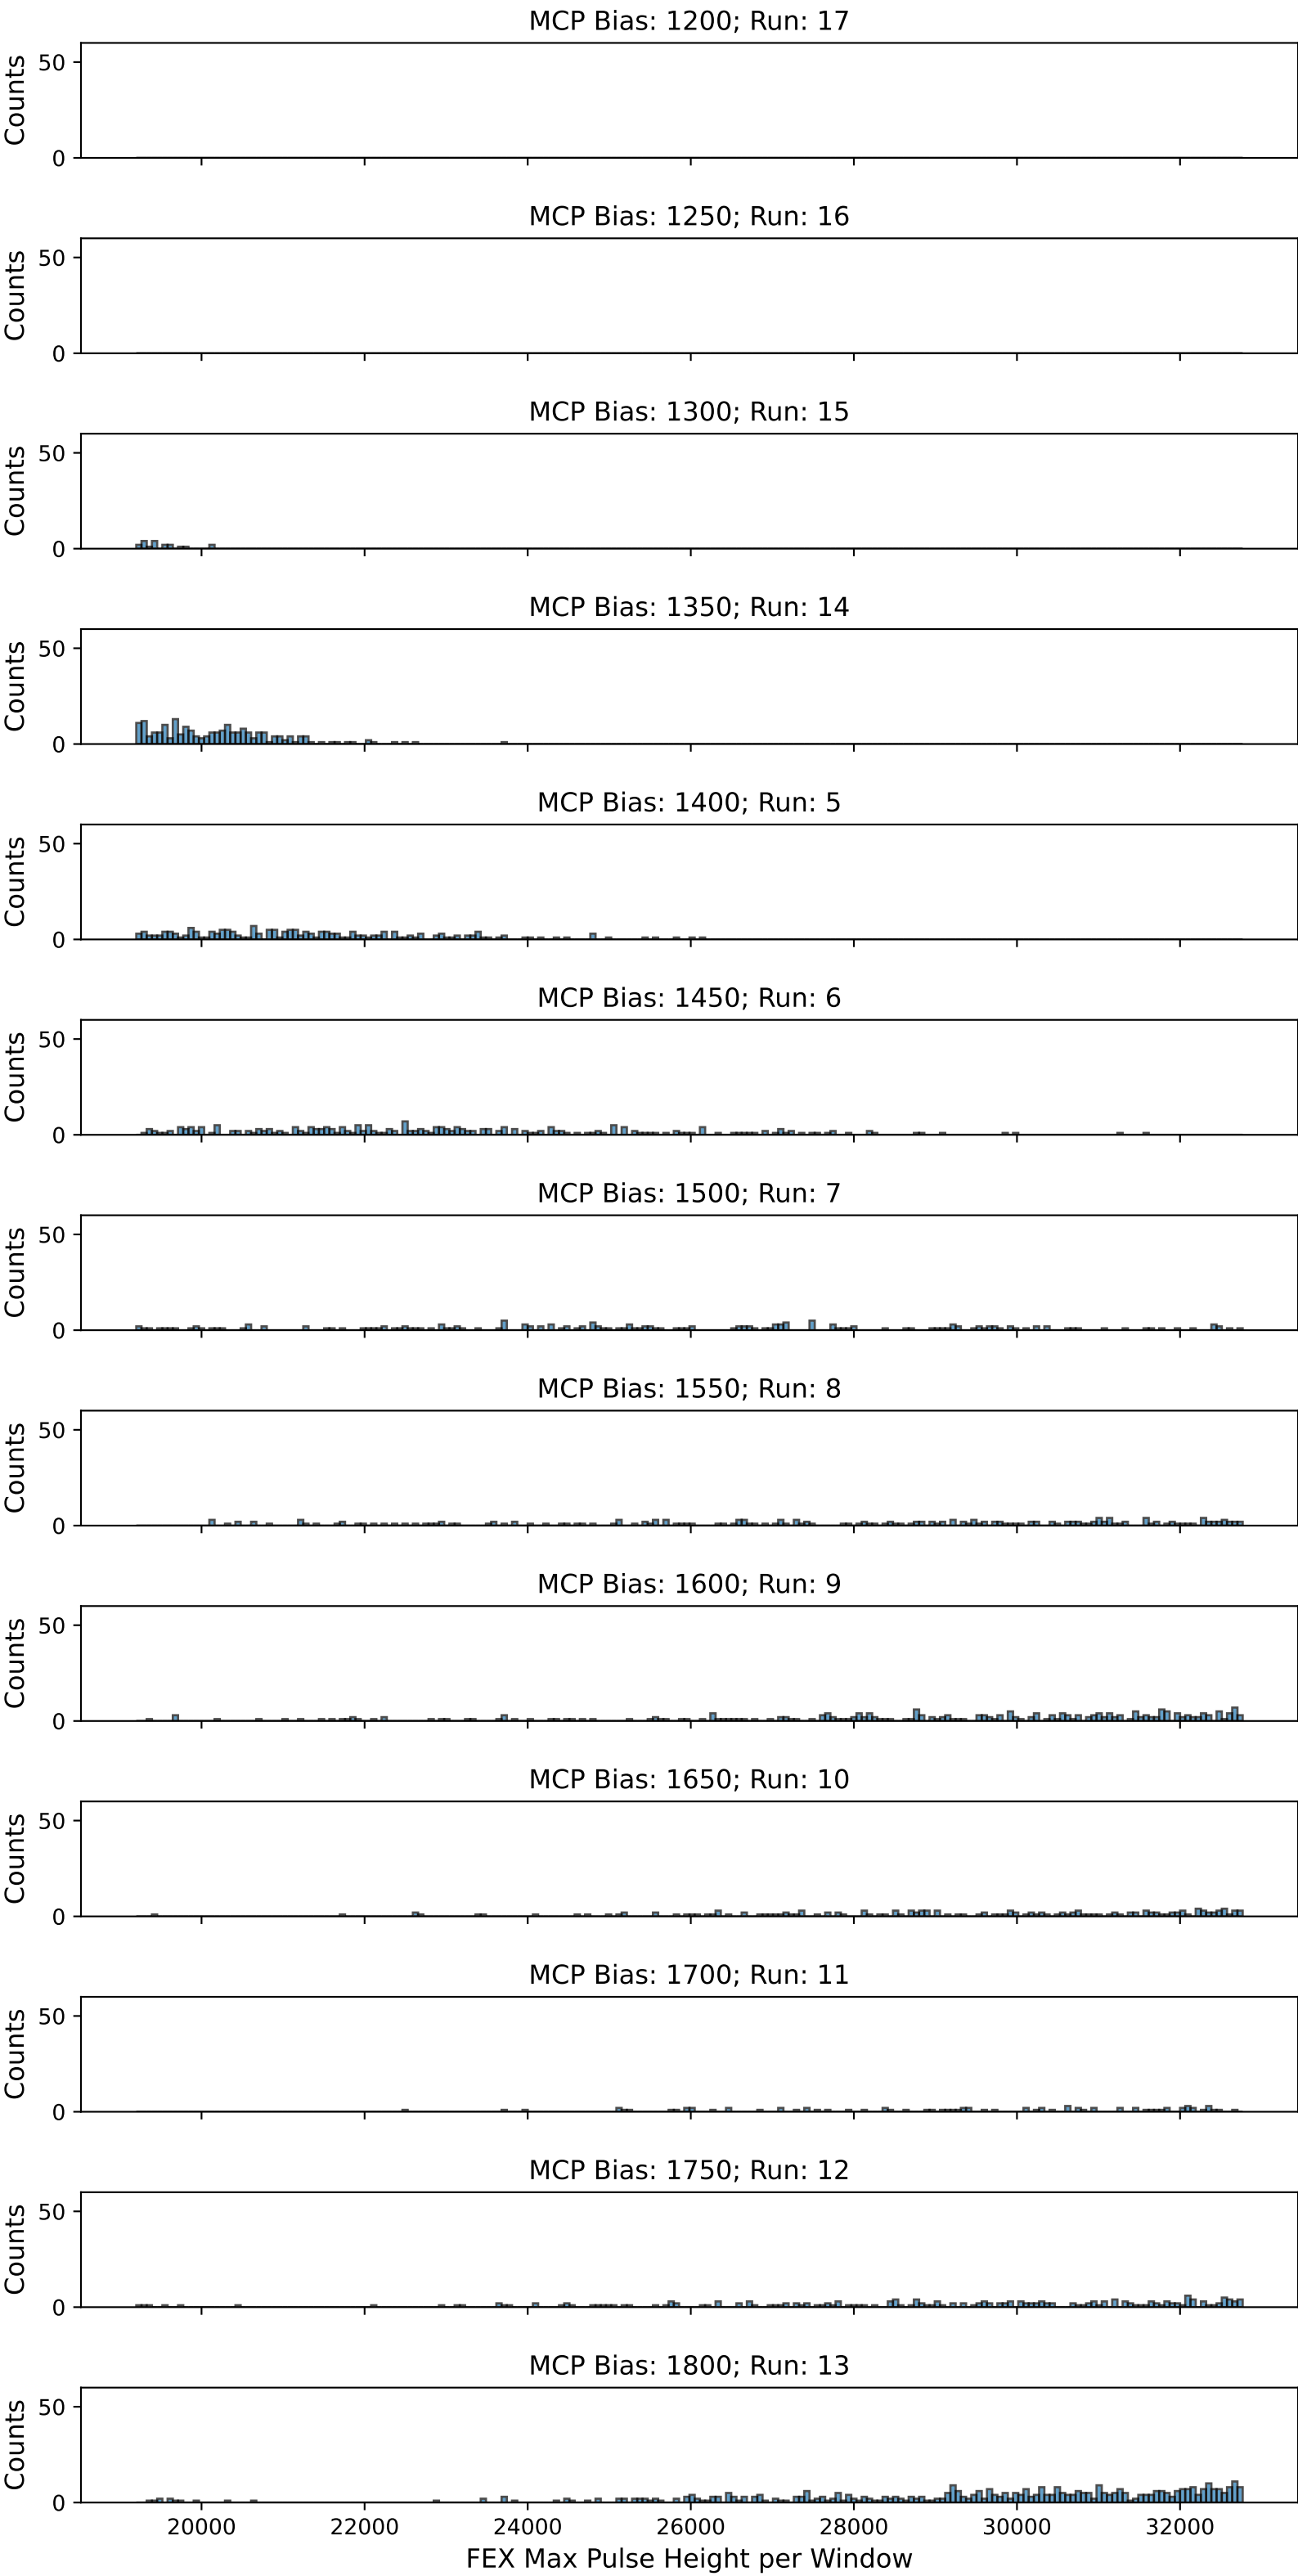 MCP Bias: 1200; Run: 17
Counts
50
0
MCP Bias: 1250; Run: 16
Counts
50
0
MCP Bias: 1300; Run: 15
Counts
50
0
MCP Bias: 1350; Run: 14
Counts
50
0
MCP Bias: 1400; Run: 5
Counts
50
0
MCP Bias: 1450; Run: 6
Counts
50
0
MCP Bias: 1500; Run: 7
Counts
50
0
MCP Bias: 1550; Run: 8
Counts
50
0
MCP Bias: 1600; Run: 9
Counts
50
0
MCP Bias: 1650; Run: 10
Counts
50
0
MCP Bias: 1700; Run: 11
Counts
50
0
MCP Bias: 1750; Run: 12
Counts
50
0
MCP Bias: 1800; Run: 13
Counts
50
0
20000 22000 24000 26000 28000 30000 32000
FEX Max Pulse Height per Window